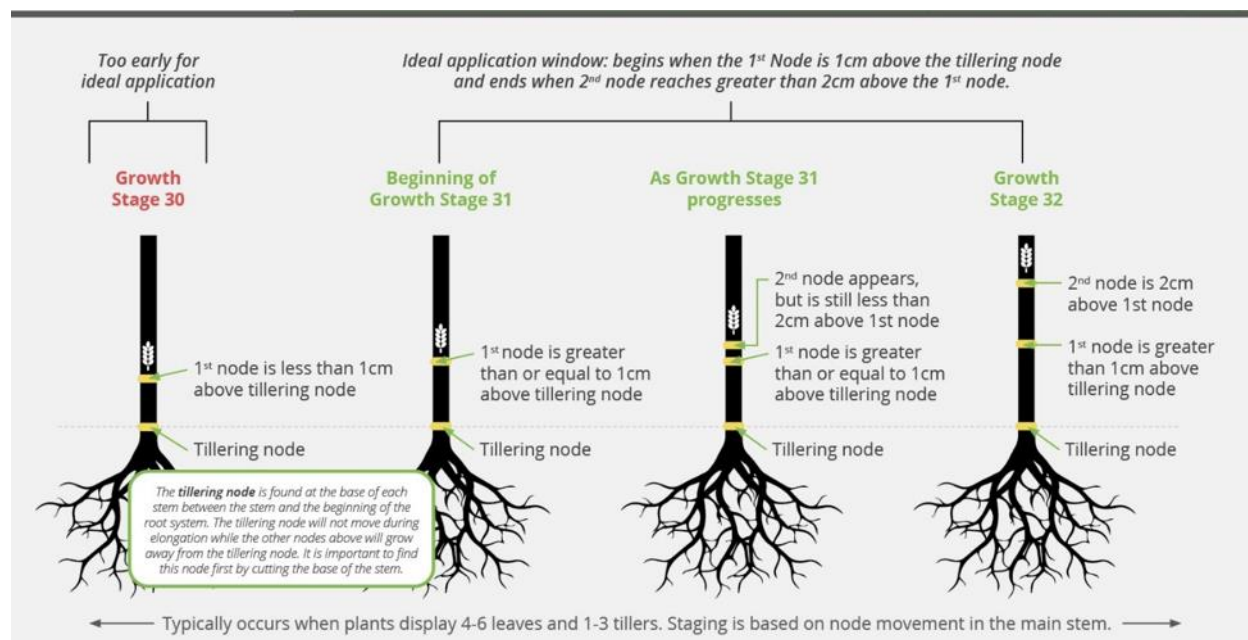 Too early for
ideal application
Ideal application window: begins when the 1st Node is 1cm above the tillering node
and ends when 2nd node reaches greater than 2cm above the 1st node.
Growth
Stage 30
Beginning of
Growth Stage 31
As Growth Stage 31
progresses
Growth
Stage 32
1st node is less than 1cm
above tillering node
Tillering node
1st node is greater
than or equal to 1cm
above tillering node
Tillering node
2nd node appears,
but is still less than
2cm above 1st node
1st node is greater
than or equal to 1cm
above tillering node
Tillering node
2nd node is 2cm
above 1st node
1st node is greater
than 1cm above
tillering node
Tillering node
The tillering node is found at the base of each
stem between the stem and the beginning of the
root system. The tillering node will not move during
elongation while the other nodes above will grow
away from the tillering node. It is important to find
this node first by cutting the base of the stem.
Typically occurs when plants display 4-6 leaves and 1-3 tillers. Staging is based on node movement in the main stem.